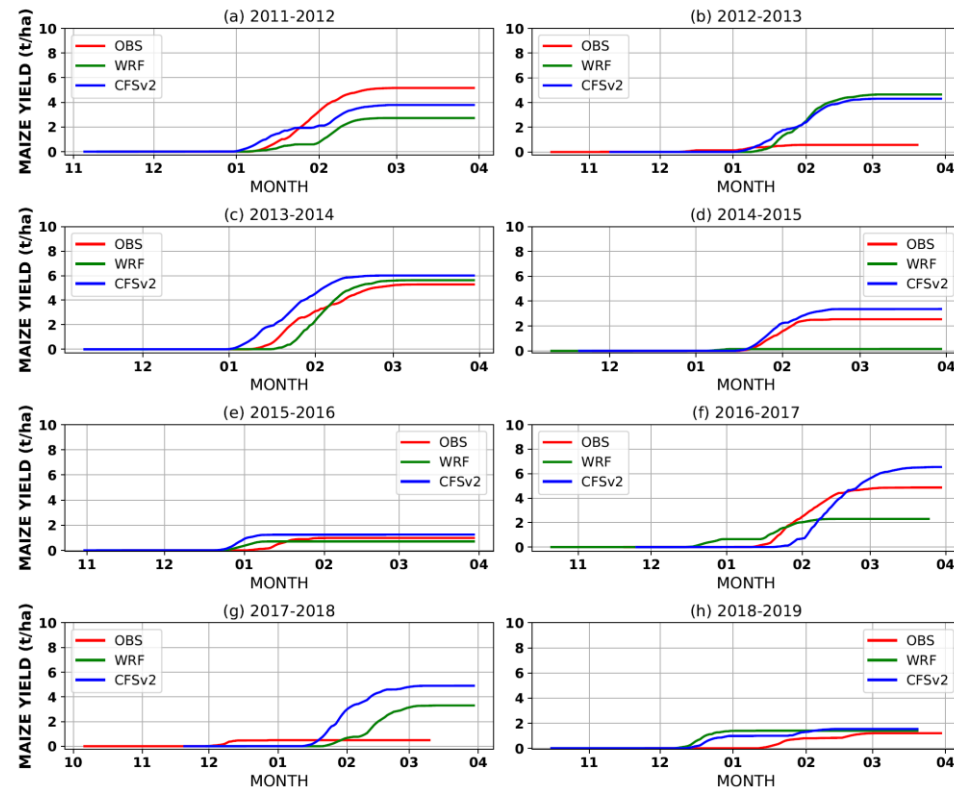 (a) 2011-2012
MAIZE YIELD (t/ha)
10
8
6
4
2
0
OBS
WRF
CFSv2
11 12 01 02 03 04
MONTH
(b) 2012-2013
10
8
6
4
2
0
OBS
WRF
CFSv2
11 12 01 02 03 04
MONTH
(c) 2013-2014
MAIZE YIELD (t/ha)
10
8
6
4
2
0
OBS
WRF
CFSv2
12 01 02 03 04
MONTH
(d) 2014-2015
10
8
6
4
2
0
OBS
WRF
CFSv2
12 01 02 03 04
MONTH
(e) 2015-2016
MAIZE YIELD (t/ha)
10
8
6
4
2
0
OBS
WRF
CFSv2
11 12 01 02 03 04
MONTH
(f) 2016-2017
10
8
6
4
2
0
OBS
WRF
CFSv2
11 12 01 02 03 04
MONTH
(g) 2017-2018
MAIZE YIELD (t/ha)
10
8
6
4
2
0
OBS
WRF
CFSv2
10 11 12 01 02 03 04
MONTH
(h) 2018-2019
10
8
6
4
2
0
OBS
WRF
CFSv2
11 12 01 02 03 04
MONTH